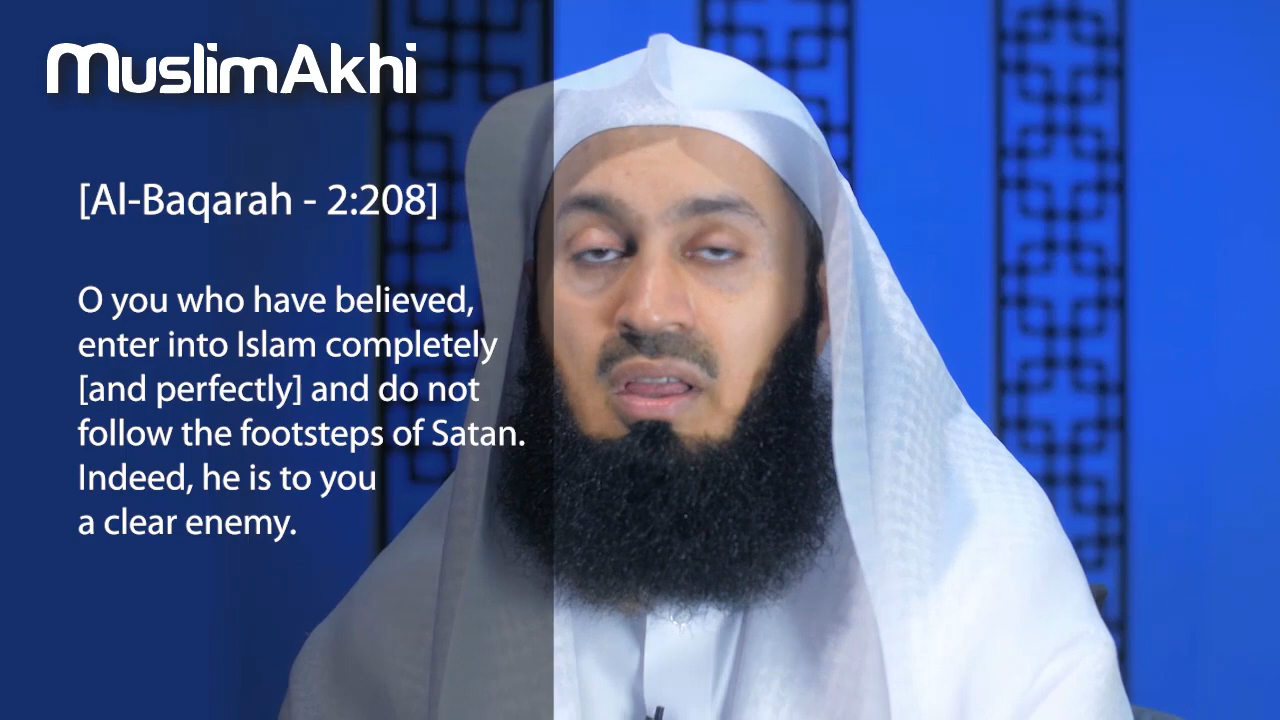 MuslimAkhi
[Al-Baqarah - 2:208]
O you who have believed,
enter into Islam completely
[and perfectly] and do not
follow the footsteps of Satan.
Indeed, he is to you
a clear enemy.